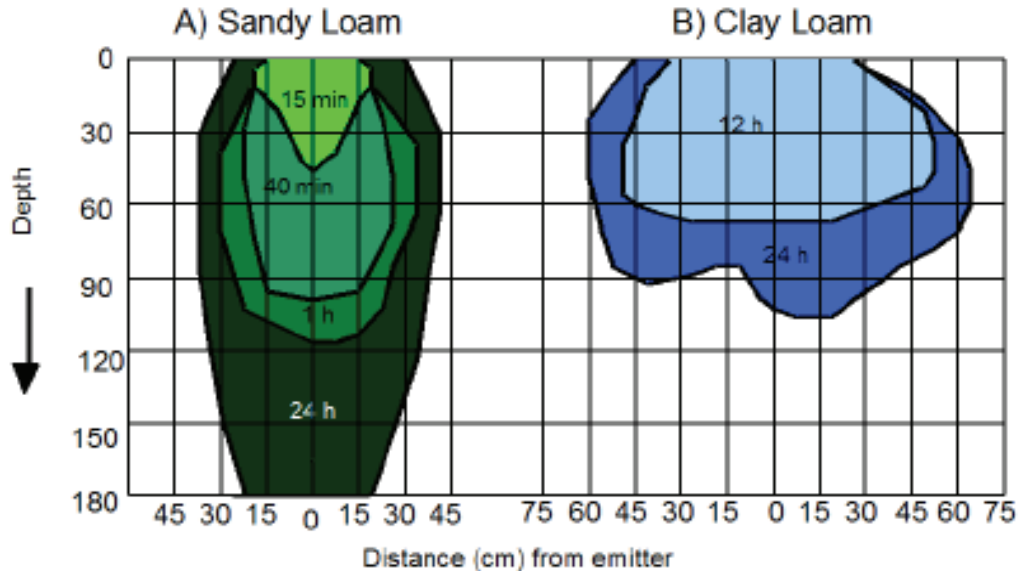 A) Sandy Loam
B) Clay Loam
0
30
60
90
120
150
180
Depth
15 min
40 min
1 h
24 h
12 h
24 h
45 30 15 0 15 30 45
75 60 45 30 15 0 15 30 45 60 75
Distance (cm) from emitter